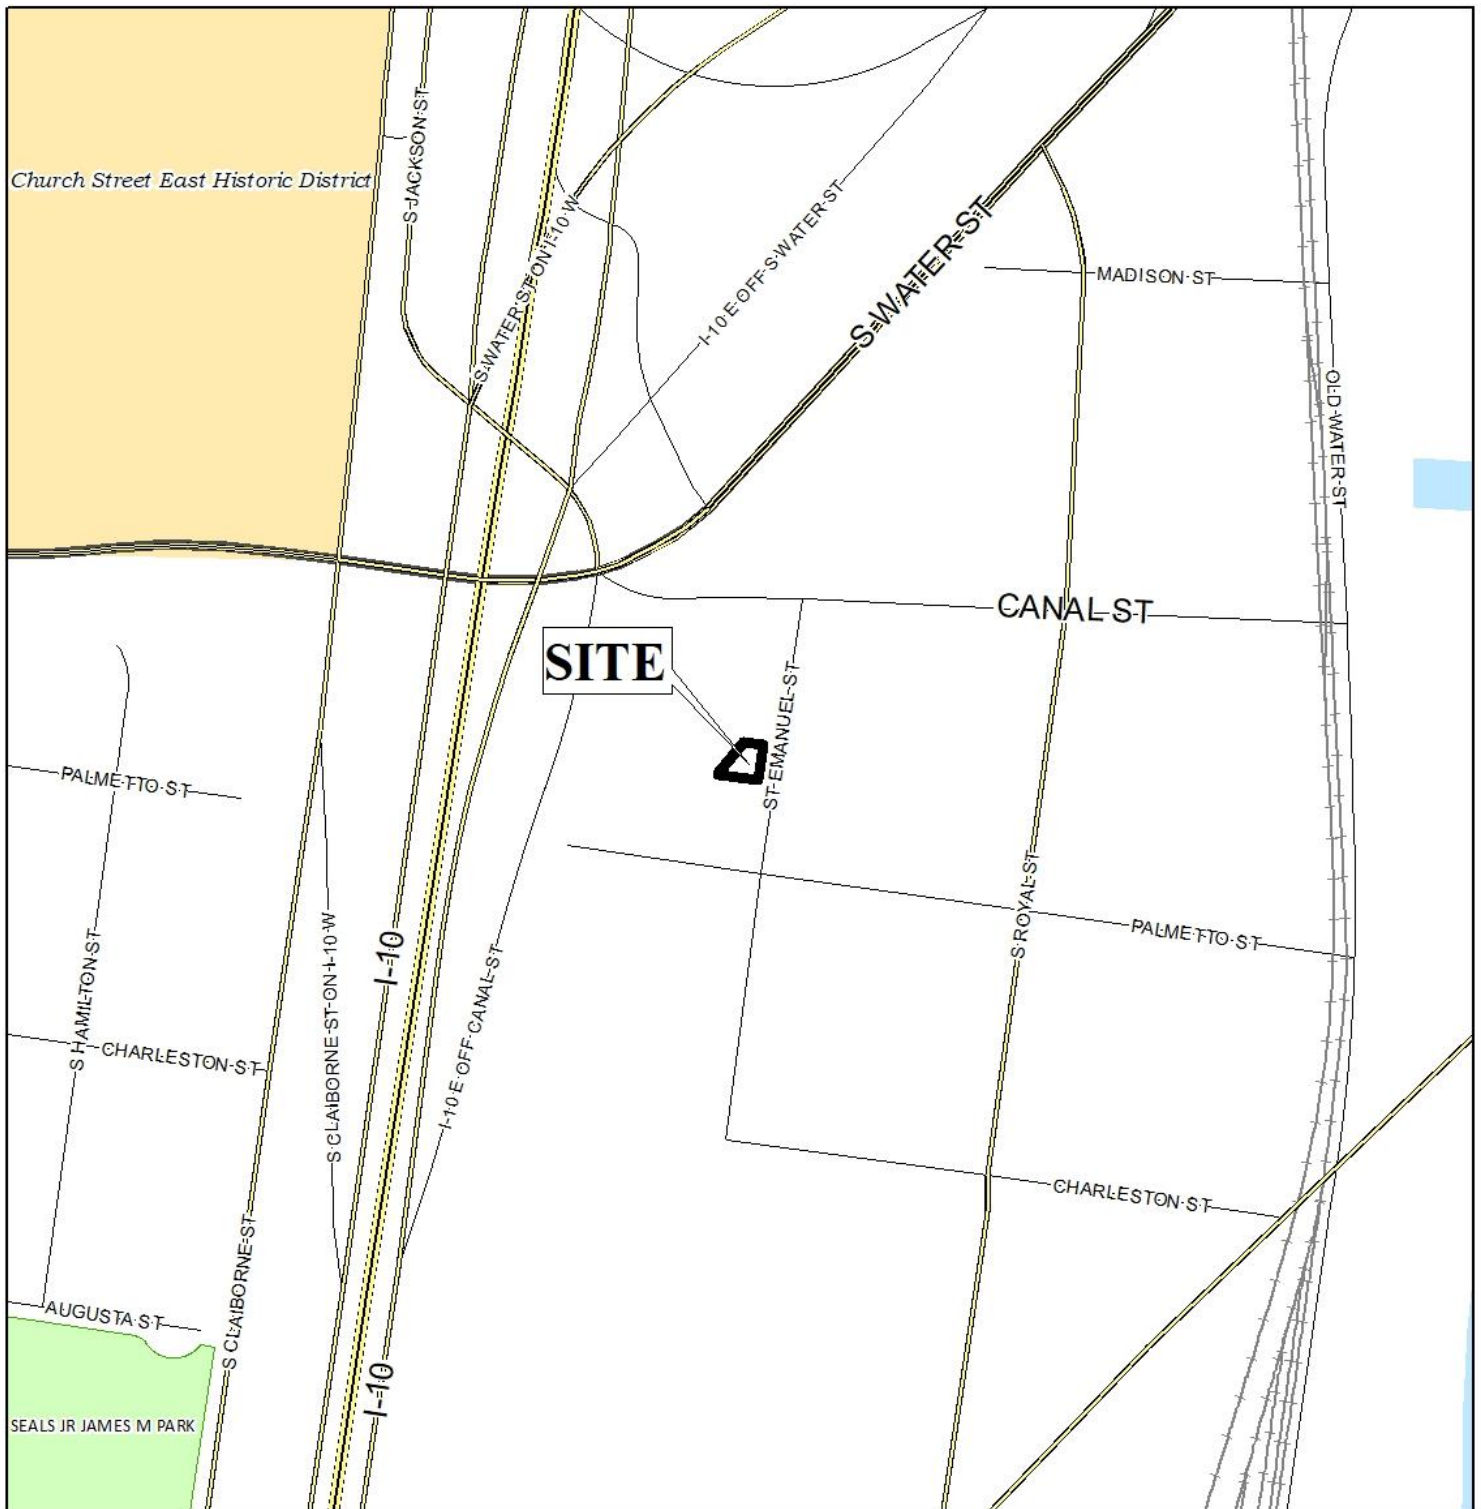 S JACKSON ST
Church Street East Historic District
S WATER ST ON I-10 W
I-10 E OFF S WATER ST
S WATER ST
MADISON ST
OLD WATER ST
CANAL ST
SITE
ST EMANUEL ST
PALMETTO ST
S ROYAL ST
PALMETTO ST
I-10
S HAMILTON ST
S CLAIBORNE ST ON I-10 W
I-10 E OFF CANAL ST
CHARLESTON ST
CHARLESTON ST
S CLAIBORNE ST
AUGUSTA ST
I-10
SEALS JR JAMES M PARK